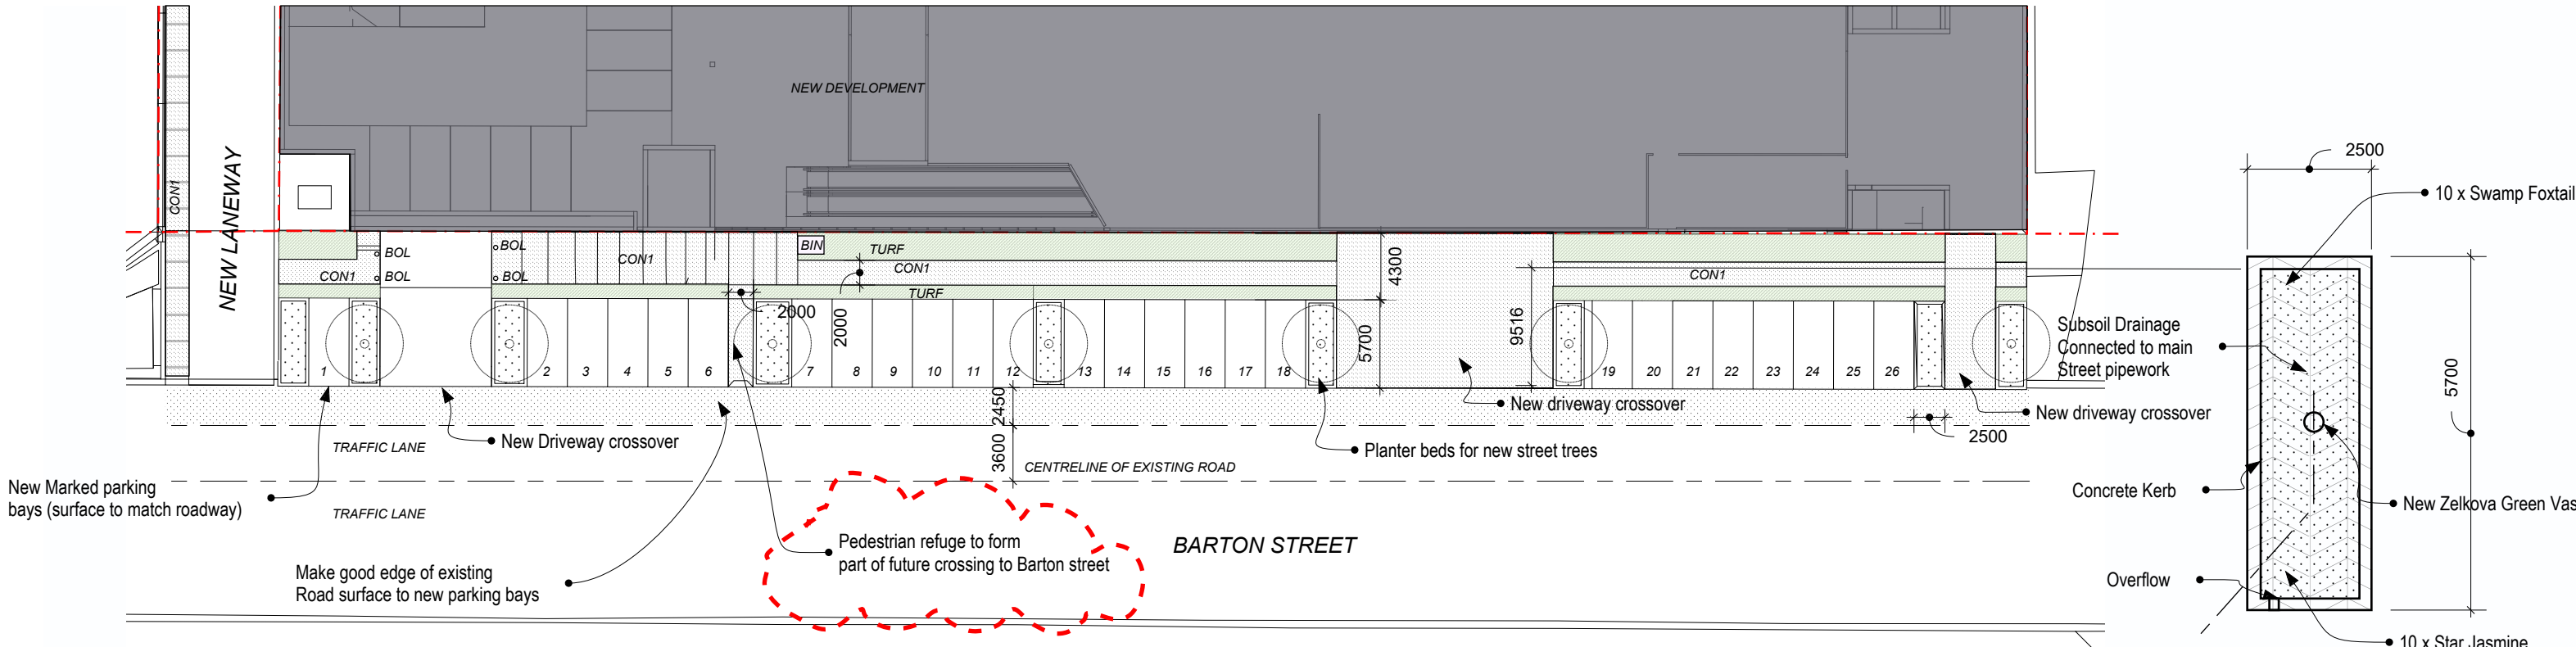 NEW DEVELOPMENT
CON1
NEW LANEWAY
BOL
BOL
CON1
BOL
BOL
CON1
BIN
TURF
CON1
TURF
4300
CON1
2000
2000
5700
9516
1
2
3
4
5
6
7
8
9
10
11
12
13
14
15
16
17
18
19
20
21
22
23
24
25
26
2450
3600
2500
New driveway crossover
New driveway crossover
New Driveway crossover
Planter beds for new street trees
TRAFFIC LANE
CENTRELINE OF EXISTING ROAD
TRAFFIC LANE
New Marked parking
bays (surface to match roadway)
Make good edge of existing
Road surface to new parking bays
Pedestrian refuge to form
part of future crossing to Barton street
BARTON STREET
2500
10 x Swamp Foxtail
Subsoil Drainage
Connected to main
Street pipework
5700
Concrete Kerb
New Zelkova Green Vas
Overflow
10 x Star Jasmine